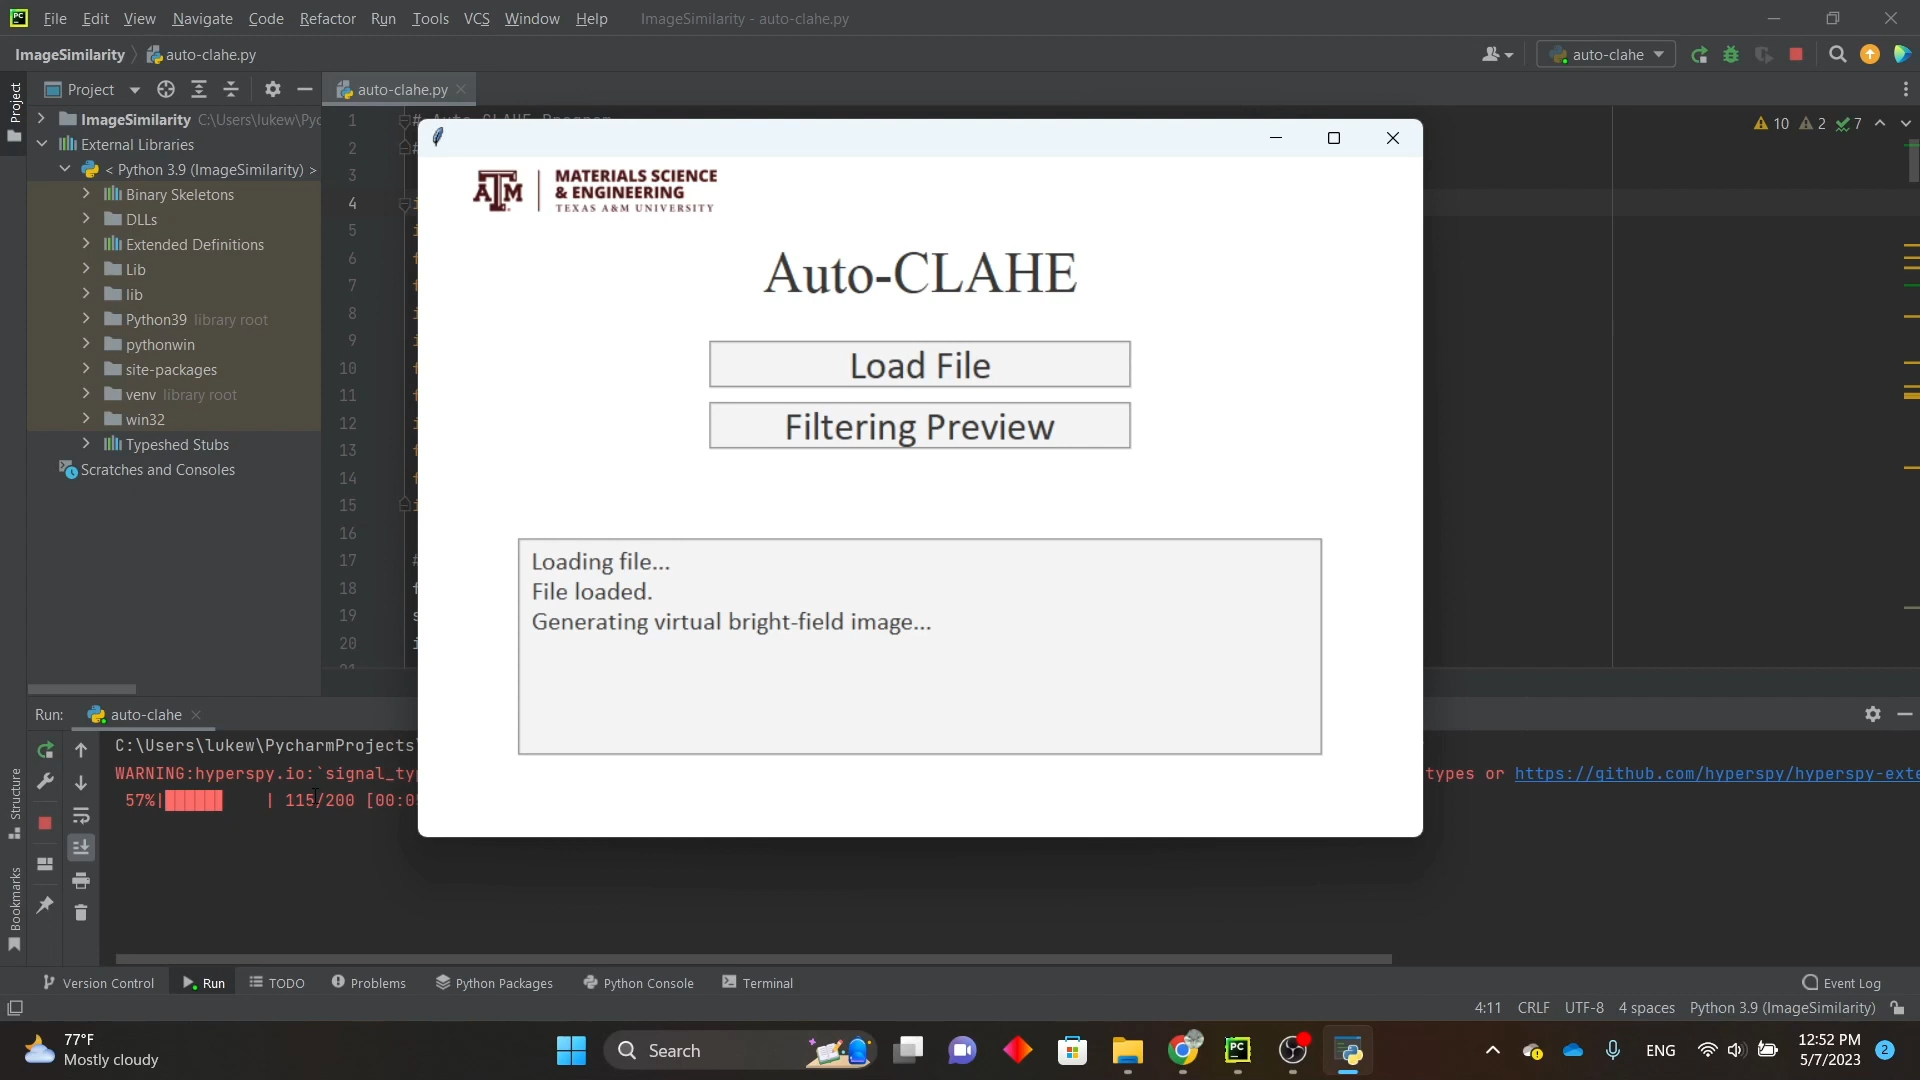 File Edit View Navigate Code Refactor Run Tools VCS Window Help ImageSimilarity - auto-clahe.py
ImageSimilarity auto-clahe.py auto-clahe
Project auto-clahe.py
Project
ImageSimilarity C:\Users\lukew\Pyc
External Libraries
< Python 3.9 (ImageSimilarity) >
Binary Skeletons
DLLs
Extended Definitions
Lib
lib
Python39 library root
pythonwin
site-packages
venv library root
win32
Typeshed Stubs
Scratches and Consoles
1
2
3
4
5
6
7
8
9
10
11
12
13
14
15
16
17
18
19
20
10 2 7
ATM MATERIALS SCIENCE
& ENGINEERING
TEXAS A&M UNIVERSITY
Auto-CLAHE
Load File
Filtering Preview
Loading file...
File loaded.
Generating virtual bright-field image...
Run: auto-clahe
C:\Users\lukew\PycharmProjects
WARNING:hyperspy.io:`signal_ty types or https://github.com/hyperspy/hyperspy-exte
57%| | 115/200 [00:0
Structure
Bookmarks
Version Control Run TODO Problems Python Packages Python Console Terminal Event Log
4:11 CRLF UTF-8 4 spaces Python 3.9 (ImageSimilarity)
77°F
Mostly cloudy
Search
ENG
12:52 PM
5/7/2023
2